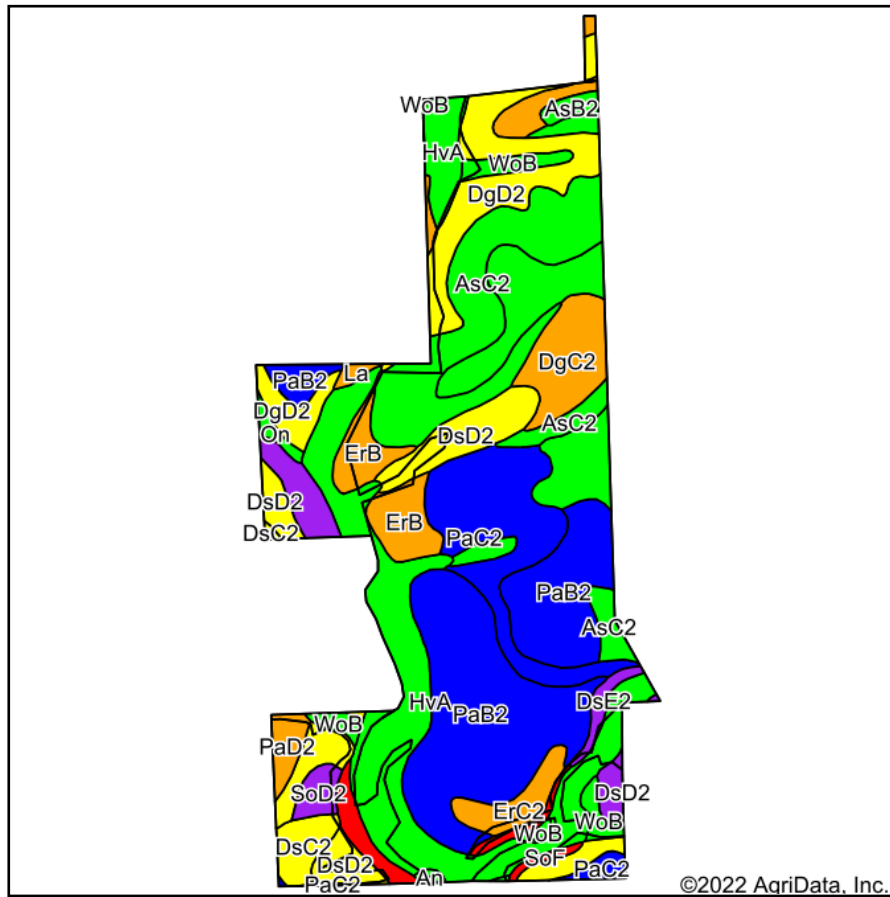 WoB
AsB2
HvA
WoB
DgD2
AsC2
DgC2
La
PaB2
DgD2
AsC2
On
DsD2
ErB
DsD2
ErB
DsC2
PaC2
PaB2
AsC2
HvA
DsE2
PaB2
WoB
PaD2
SoD2
DsD2
ErC2
WoB
WoB
DsC2
SoF
DsD2
PaC2
An
PaC2
©2022 AgriData, Inc.